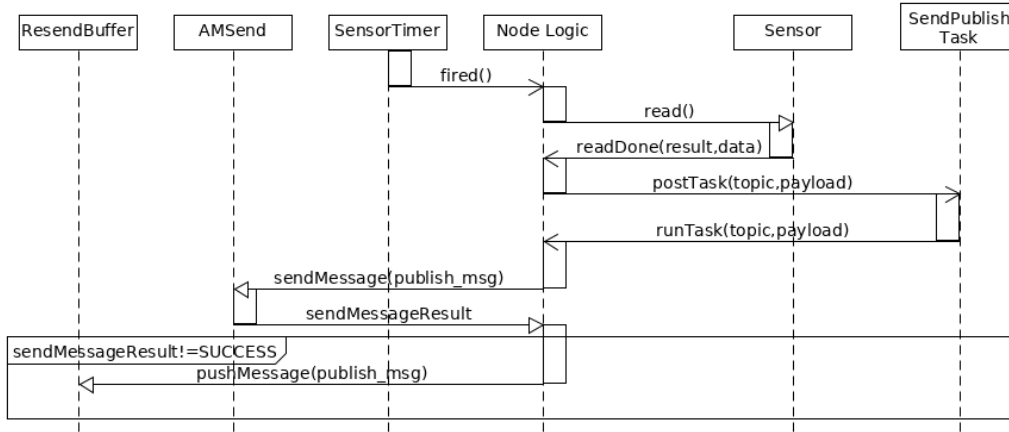 ResendBuffer
AMSend
SensorTimer
Node Logic
Sensor
SendPublish
Task
fired()
read()
readDone(result,data)
postTask(topic,payload)
runTask(topic,payload)
sendMessage(publish_msg)
sendMessageResult
sendMessageResult!=SUCCESS
pushMessage(publish_msg)